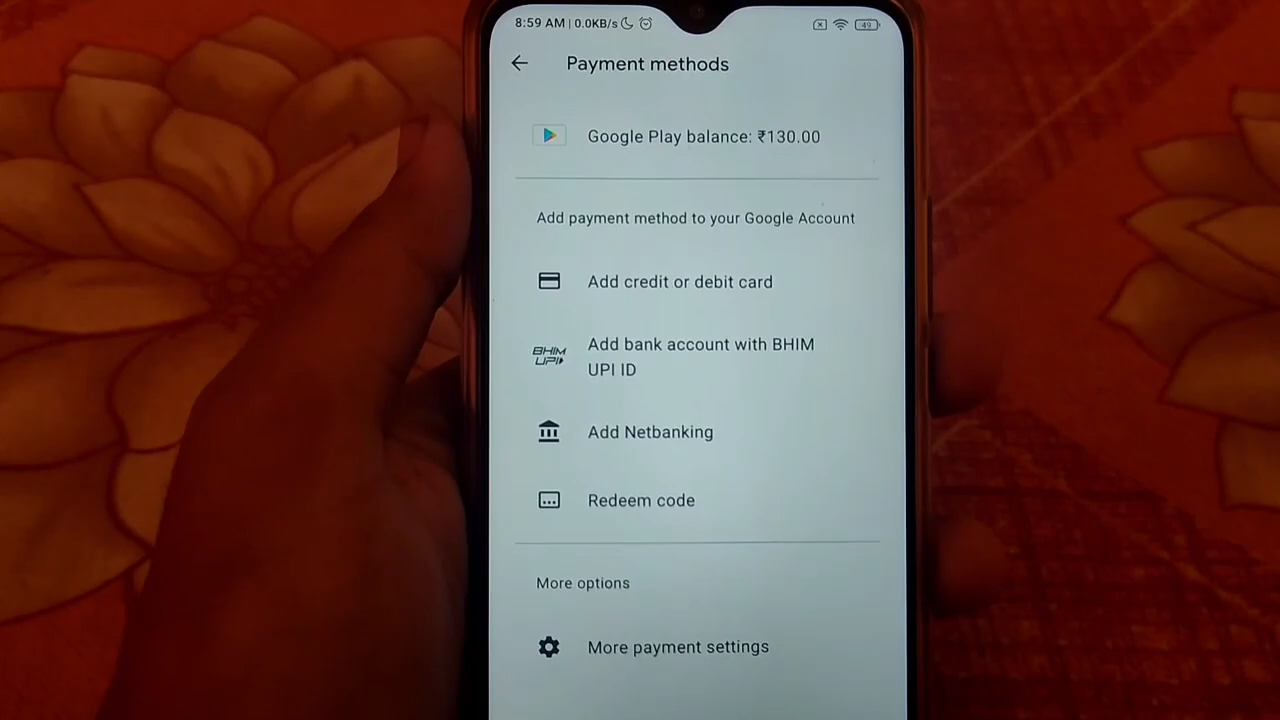 8:59 AM | 0.0KB/s
49
Payment methods
Google Play balance: ₹130.00
Add payment method to your Google Account
Add credit or debit card
BHIM
UPI
Add bank account with BHIM
UPI ID
Add Netbanking
Redeem code
More options
More payment settings